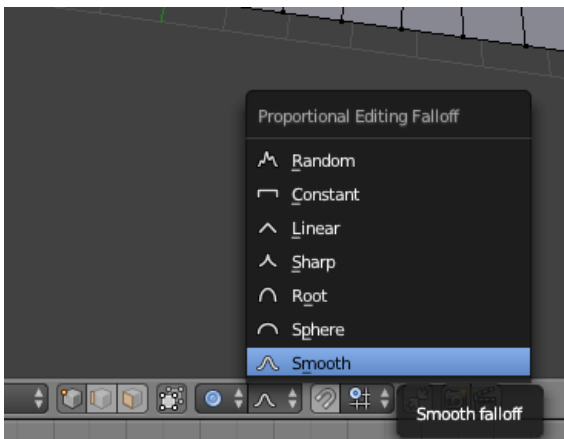 Proportional Editing Falloff
Random
Constant
Linear
Sharp
Root
Sphere
Smooth
Smooth falloff